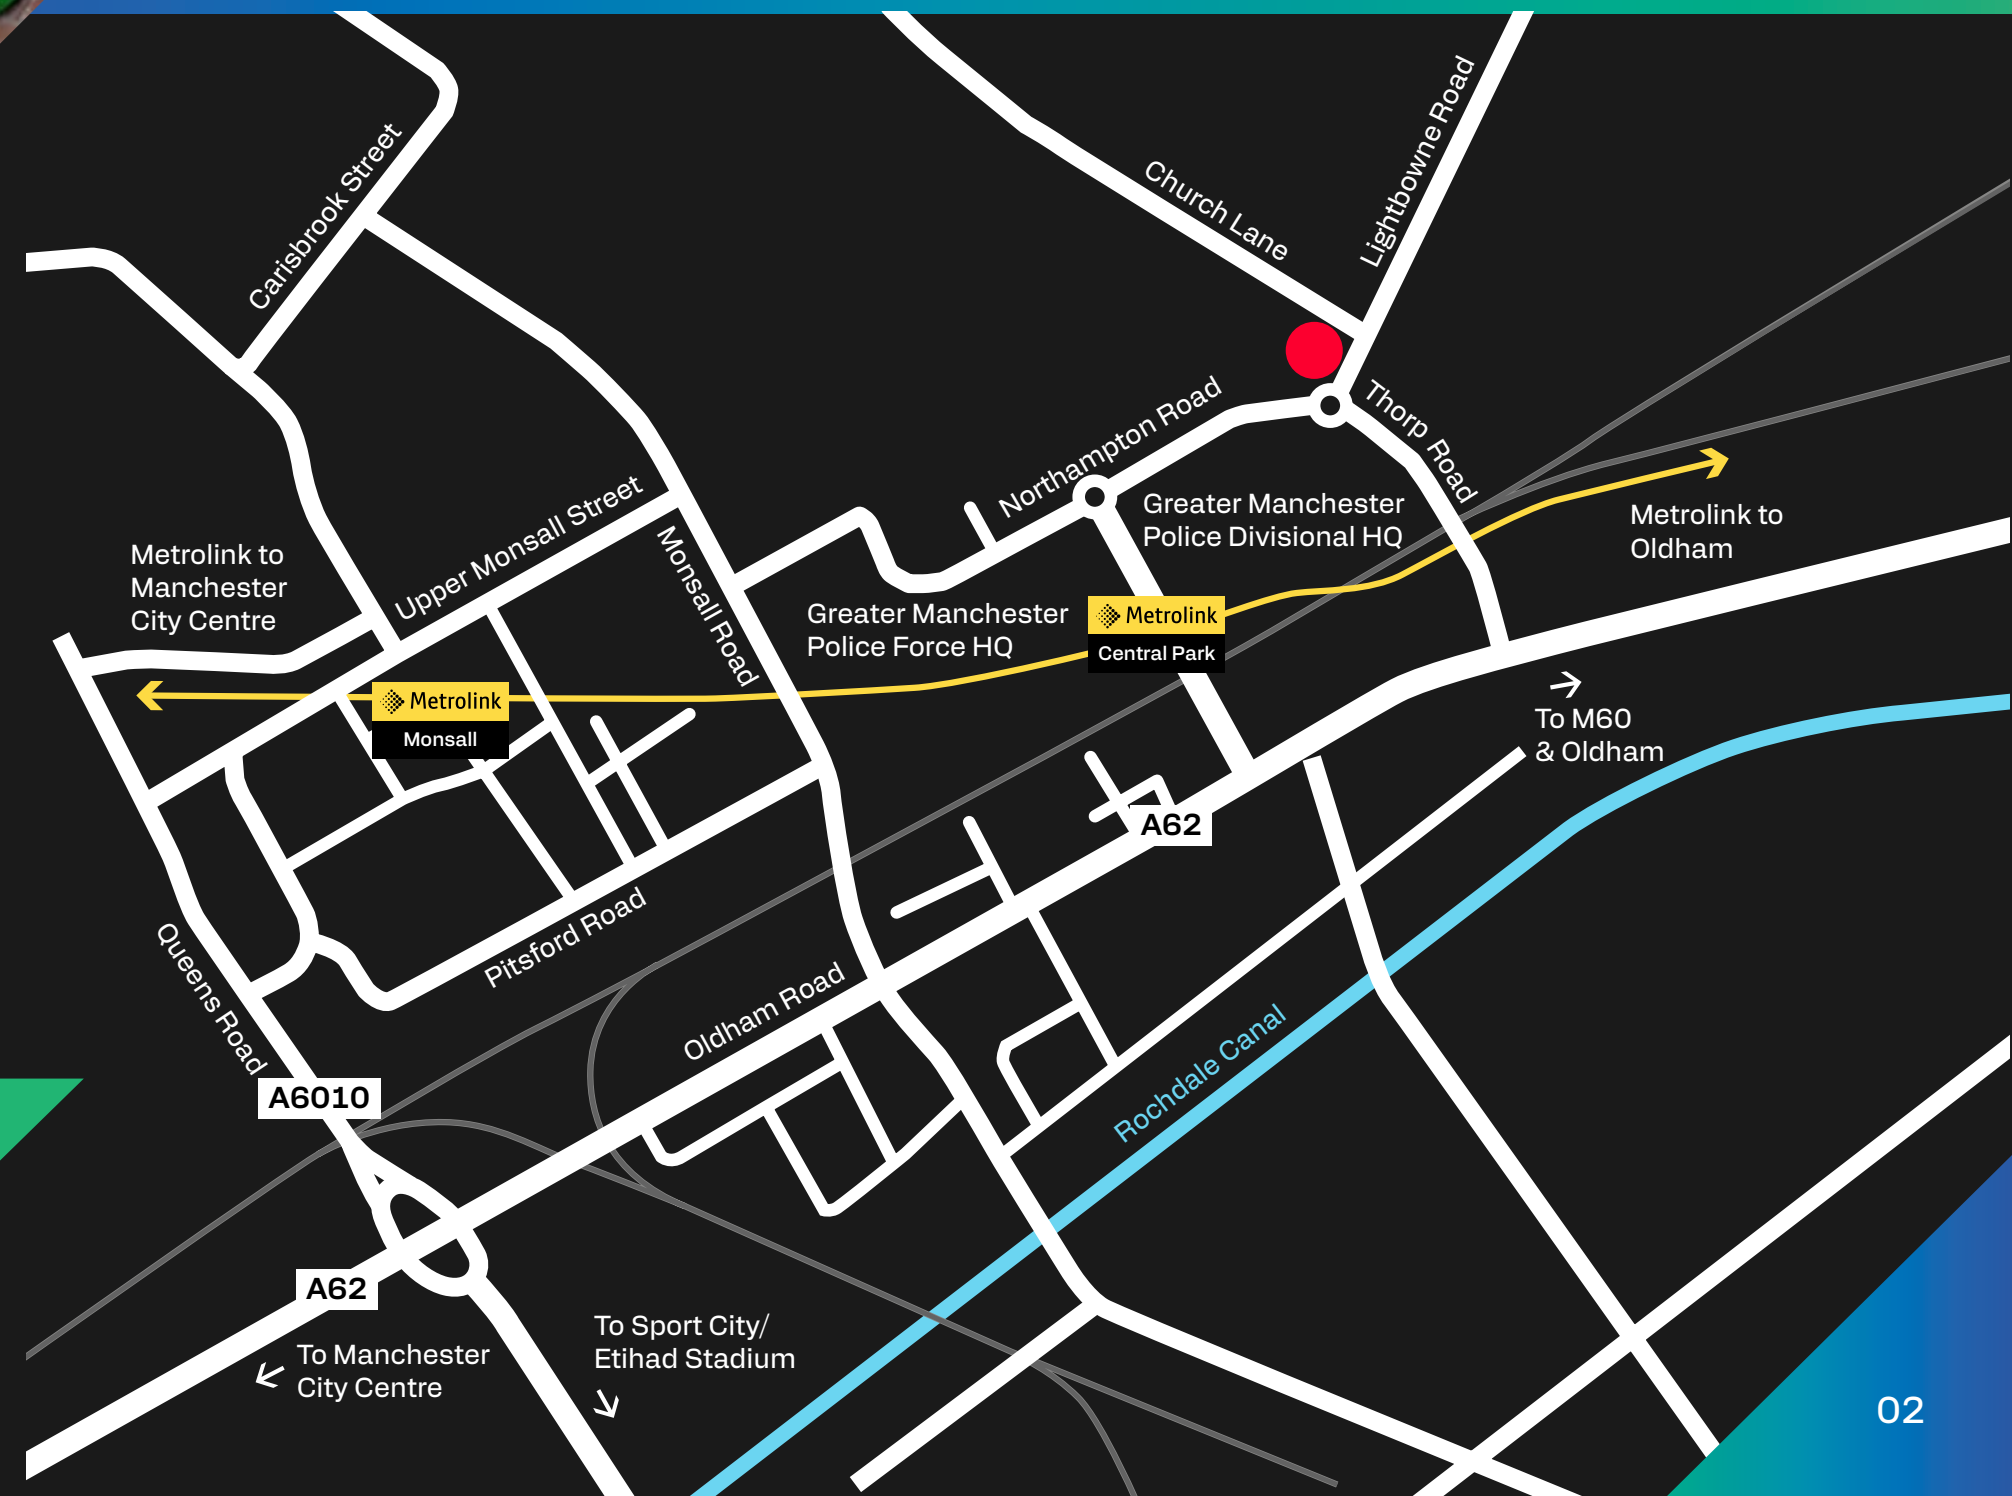 Carisbrook Street
Church Lane
Lightbowne Road
Northampton Road
Thorp Road
Upper Monsall Street
Monsall Road
Greater Manchester
Police Divisional HQ
Metrolink to
Oldham
Metrolink to
Manchester
City Centre
Greater Manchester
Police Force HQ
Metrolink
Central Park
Metrolink
Monsall
To M60
& Oldham
A62
Pitsford Road
Queens Road
Oldham Road
Rochdale Canal
A6010
A62
To Manchester
City Centre
To Sport City/
Etihad Stadium
02